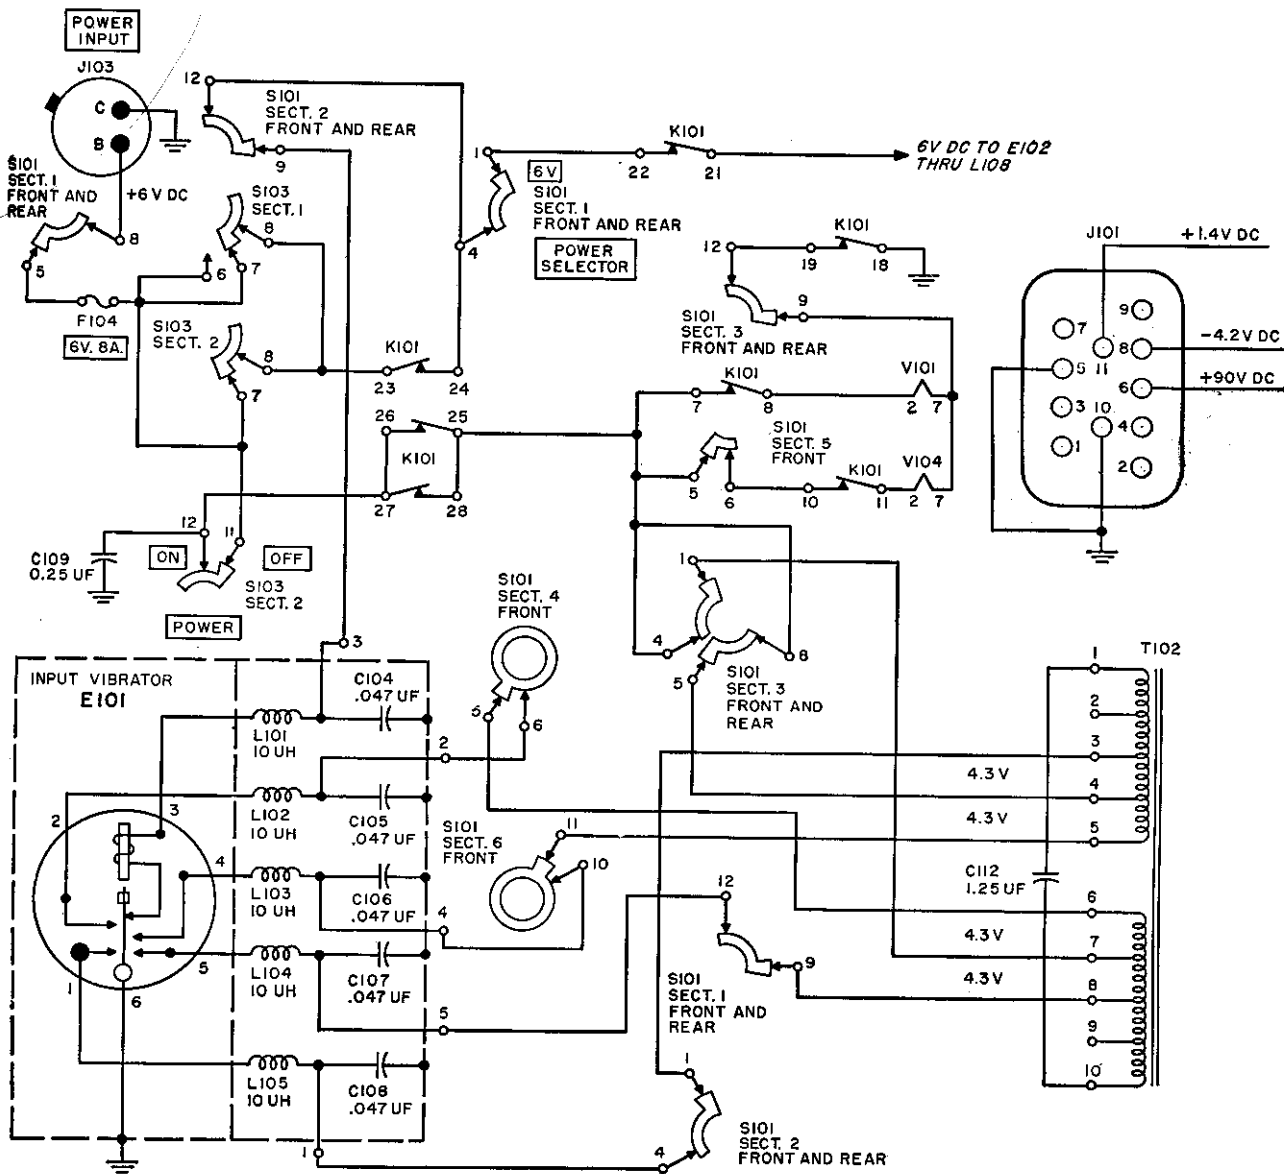 POWER
INPUT
J103
C
B
+6 V DC
S101
SECT. 1
FRONT AND
REAR
8
5
F104
6V. 8A.
12
S101
SECT. 2
FRONT AND REAR
9
S103
SECT. 1
8
6
7
S103
SECT. 2
8
7
K101
23
24
26
25
K101
27
28
1
6V
S101
SECT. 1
FRONT AND REAR
4
POWER
SELECTOR
K101
22
21
6V DC TO E102
THRU L108
12
K101
19
18
9
S101
SECT. 3
FRONT AND REAR
K101
7
8
V101
2
7
S101
SECT. 5
FRONT
5
6
K101
10
11
V104
2
7
J101
+1.4V DC
-4.2V DC
+90V DC
9
7
8
5
11
6
3
10
4
1
2
12
11
C109
0.25 UF
ON
OFF
S103
SECT. 2
POWER
3
S101
SECT. 4
FRONT
5
6
1
4
8
5
S101
SECT. 3
FRONT AND
REAR
INPUT VIBRATOR
E101
C104
.047 UF
L101
10 UH
2
L102
10 UH
C105
.047 UF
2
3
4
L103
10 UH
C106
.047 UF
4
5
L104
10 UH
C107
.047 UF
1
6
5
L105
10 UH
C108
.047 UF
1
S101
SECT. 6
FRONT
11
10
12
9
S101
SECT. 1
FRONT AND
REAR
1
4
S101
SECT. 2
FRONT AND REAR
T102
1
2
3
4.3 V
4
4.3 V
5
C112
1.25 UF
6
4.3 V
7
4.3 V
8
9
10